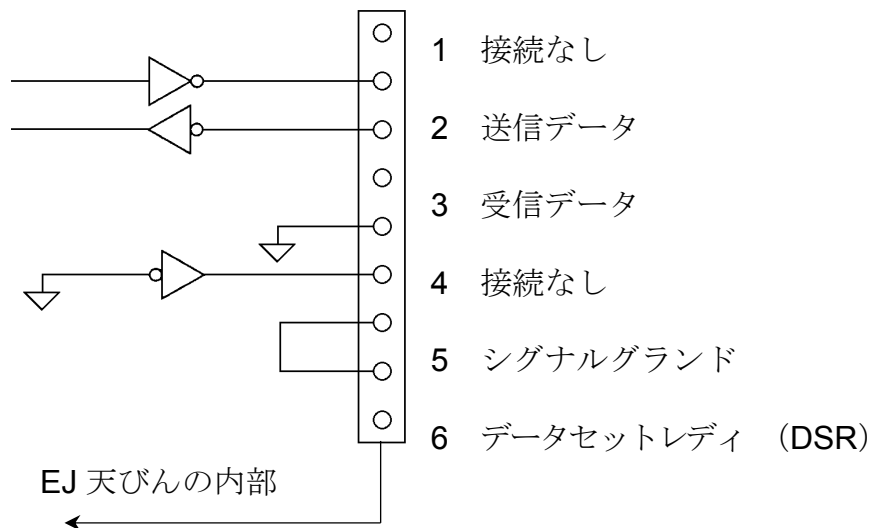 1 接続なし
2 送信データ
3 受信データ
4 接続なし
5 シグナルグランド
6 データセットレディ （DSR）
EJ 天びんの内部